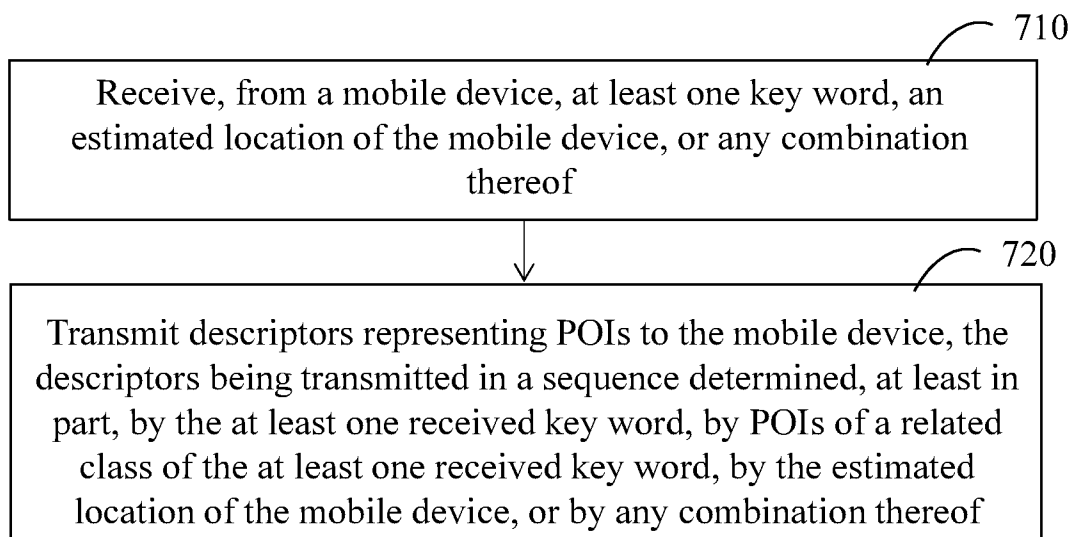 710
Receive, from a mobile device, at least one key word, an
estimated location of the mobile device, or any combination
thereof
720
Transmit descriptors representing POIs to the mobile device, the
descriptors being transmitted in a sequence determined, at least in
part, by the at least one received key word, by POIs of a related
class of the at least one received key word, by the estimated
location of the mobile device, or by any combination thereof